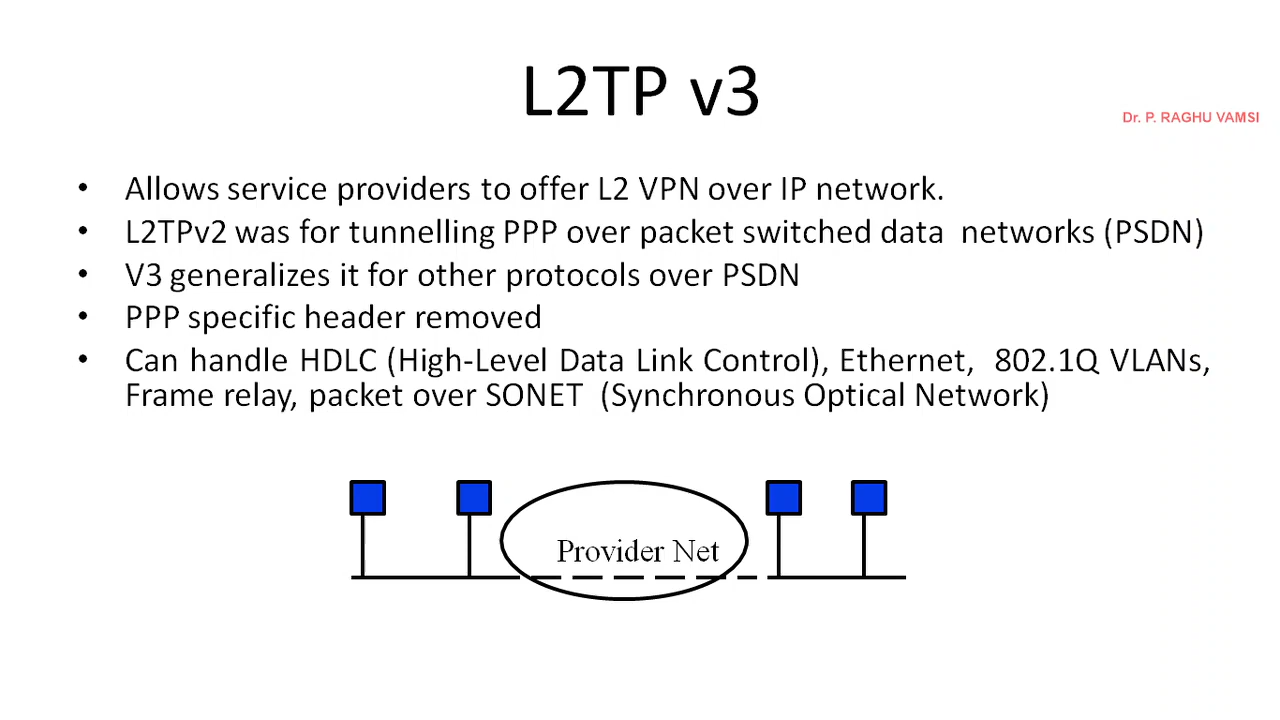 L2TP v3
Dr. P. RAGHU VAMSI
• Allows service providers to offer L2 VPN over IP network.
• L2TPv2 was for tunnelling PPP over packet switched data networks (PSDN)
• V3 generalizes it for other protocols over PSDN
• PPP specific header removed
• Can handle HDLC (High-Level Data Link Control), Ethernet, 802.1Q VLANs,
Frame relay, packet over SONET (Synchronous Optical Network)
Provider Net